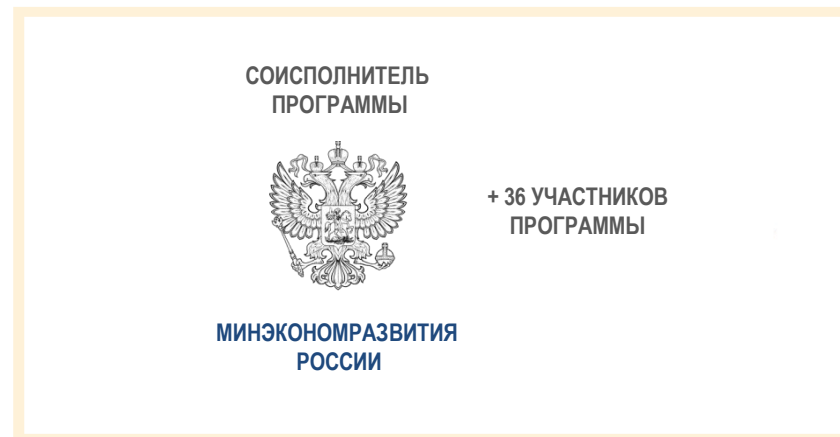 СОИСПОЛНИТЕЛЬ
ПРОГРАММЫ
+ 36 УЧАСТНИКОВ
ПРОГРАММЫ
МИНЭКОНОМРАЗВИТИЯ
РОССИИ